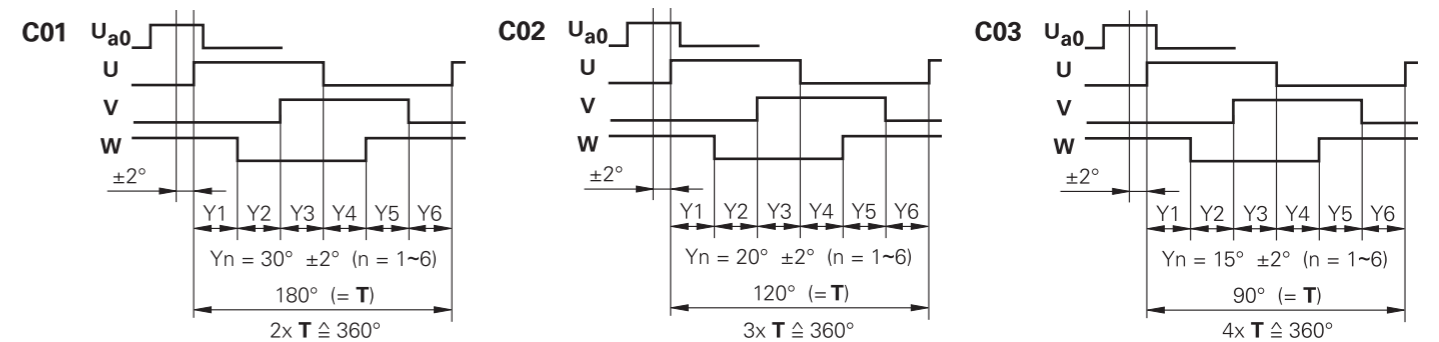 C01 Ua0
U
V
W
±2°
Y1 Y2 Y3 Y4 Y5 Y6
Yn = 30° ±2° (n = 1~6)
180° (= T)
2x T ≙ 360°
C02 Ua0
U
V
W
±2°
Y1 Y2 Y3 Y4 Y5 Y6
Yn = 20° ±2° (n = 1~6)
120° (= T)
3x T ≙ 360°
C03 Ua0
U
V
W
±2°
Y1 Y2 Y3 Y4 Y5 Y6
Yn = 15° ±2° (n = 1~6)
90° (= T)
4x T ≙ 360°